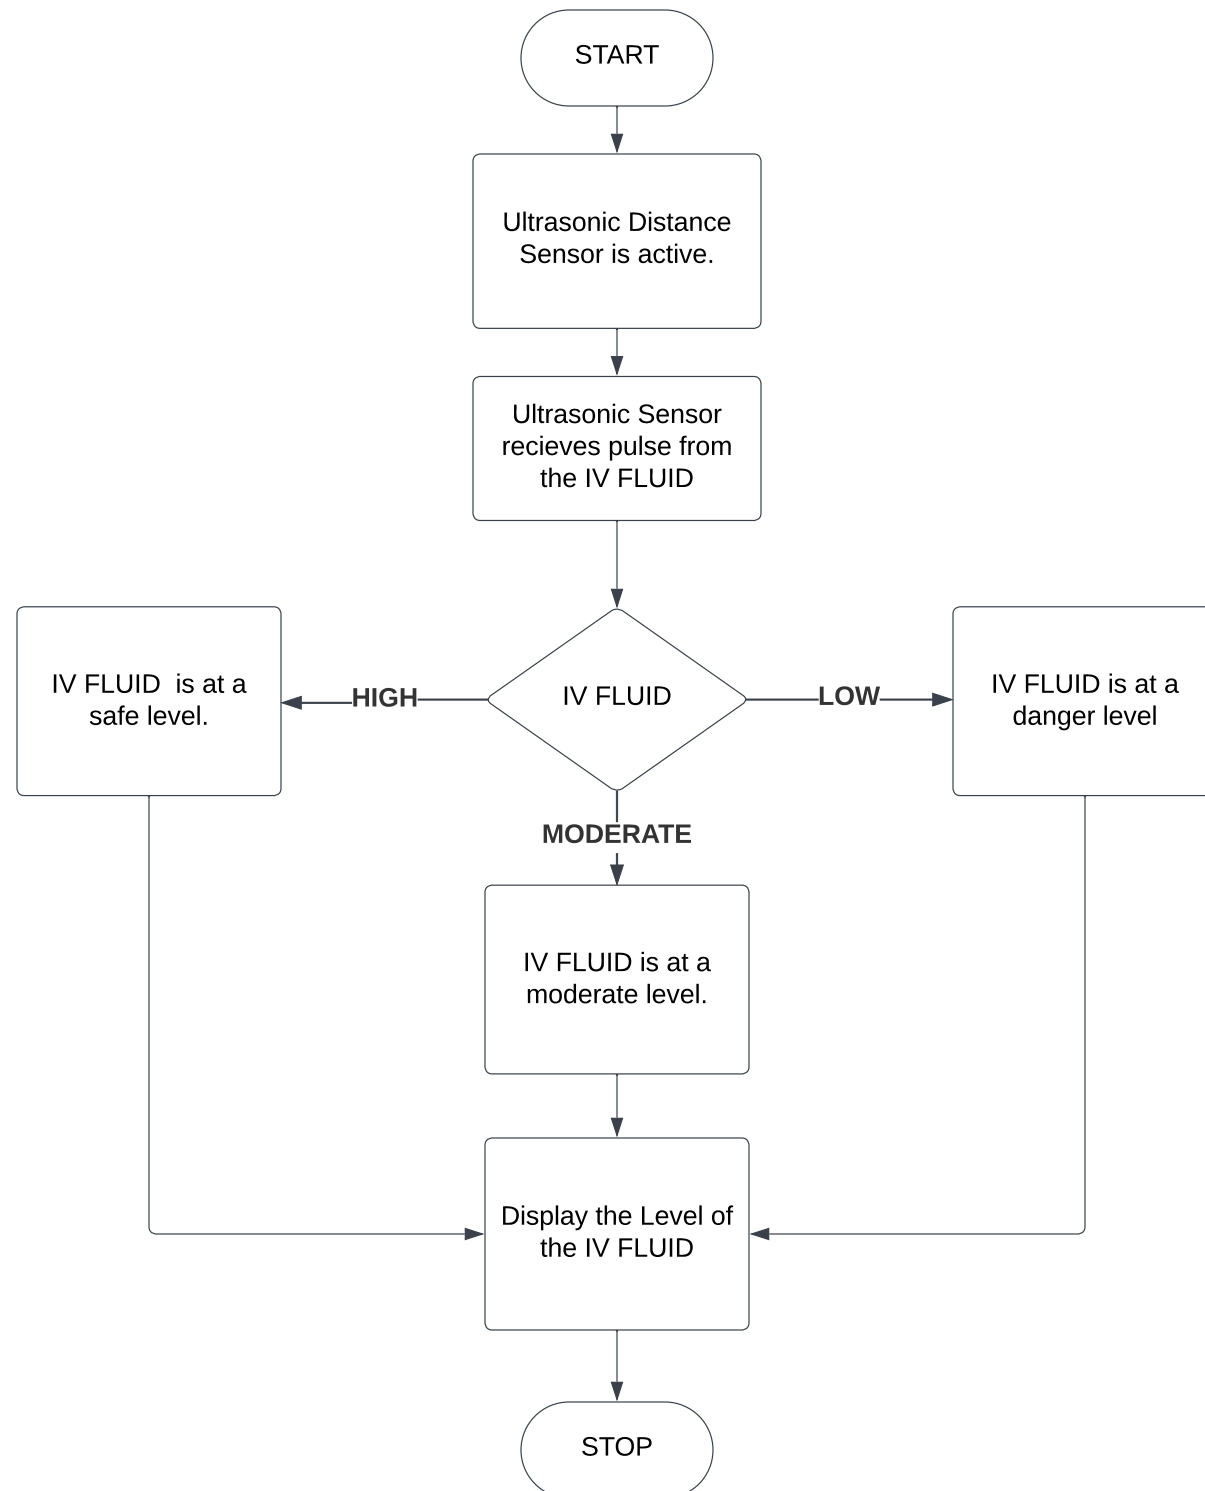 START
Ultrasonic Distance
Sensor is active.
Ultrasonic Sensor
recieves pulse from
the IV FLUID
IV FLUID  is at a
safe level.
HIGH
IV FLUID
LOW
IV FLUID is at a
danger level
MODERATE
IV FLUID is at a
moderate level.
Display the Level of
the IV FLUID
STOP